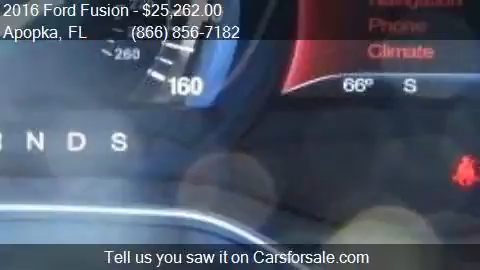 2016 Ford Fusion - $25,262.00
Apopka, FL (866) 856-7182
Navigation
Phone
Climate
260
160
66° S
R N D S
Tell us you saw it on Carsforsale.com